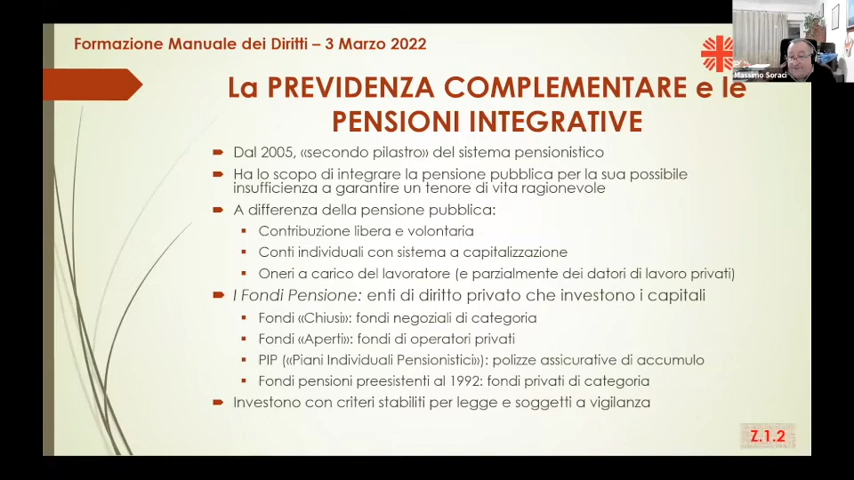 Formazione Manuale dei Diritti – 3 Marzo 2022
Massimo Soraci
La PREVIDENZA COMPLEMENTARE e le
PENSIONI INTEGRATIVE
Dal 2005, «secondo pilastro» del sistema pensionistico
Ha lo scopo di integrare la pensione pubblica per la sua possibile
insufficienza a garantire un tenore di vita ragionevole
A differenza della pensione pubblica:
Contribuzione libera e volontaria
Conti individuali con sistema a capitalizzazione
Oneri a carico del lavoratore (e parzialmente dei datori di lavoro privati)
I Fondi Pensione: enti di diritto privato che investono i capitali
Fondi «Chiusi»: fondi negoziali di categoria
Fondi «Aperti»: fondi di operatori privati
PIP («Piani Individuali Pensionistici»): polizze assicurative di accumulo
Fondi pensioni preesistenti al 1992: fondi privati di categoria
Investono con criteri stabiliti per legge e soggetti a vigilanza
Z.1.2